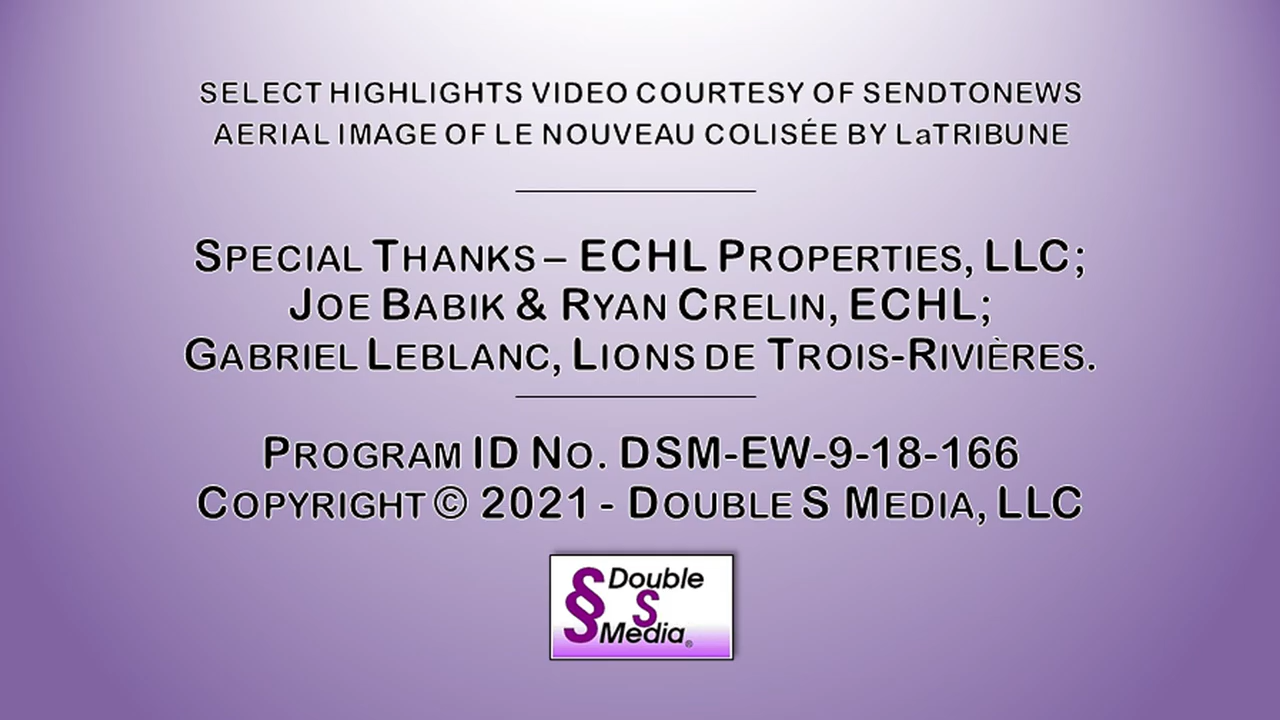 SELECT HIGHLIGHTS VIDEO COURTESY OF SENDTONEWS
AERIAL IMAGE OF LE NOUVEAU COLISÉE BY LaTRIBUNE
SPECIAL THANKS – ECHL PROPERTIES, LLC;
JOE BABIK & RYAN CRELIN, ECHL;
GABRIEL LEBLANC, LIONS DE TROIS-RIVIÈRES.
PROGRAM ID NO. DSM-EW-9-18-166
COPYRIGHT © 2021 - DOUBLE S MEDIA, LLC
§ Double
S
Media®